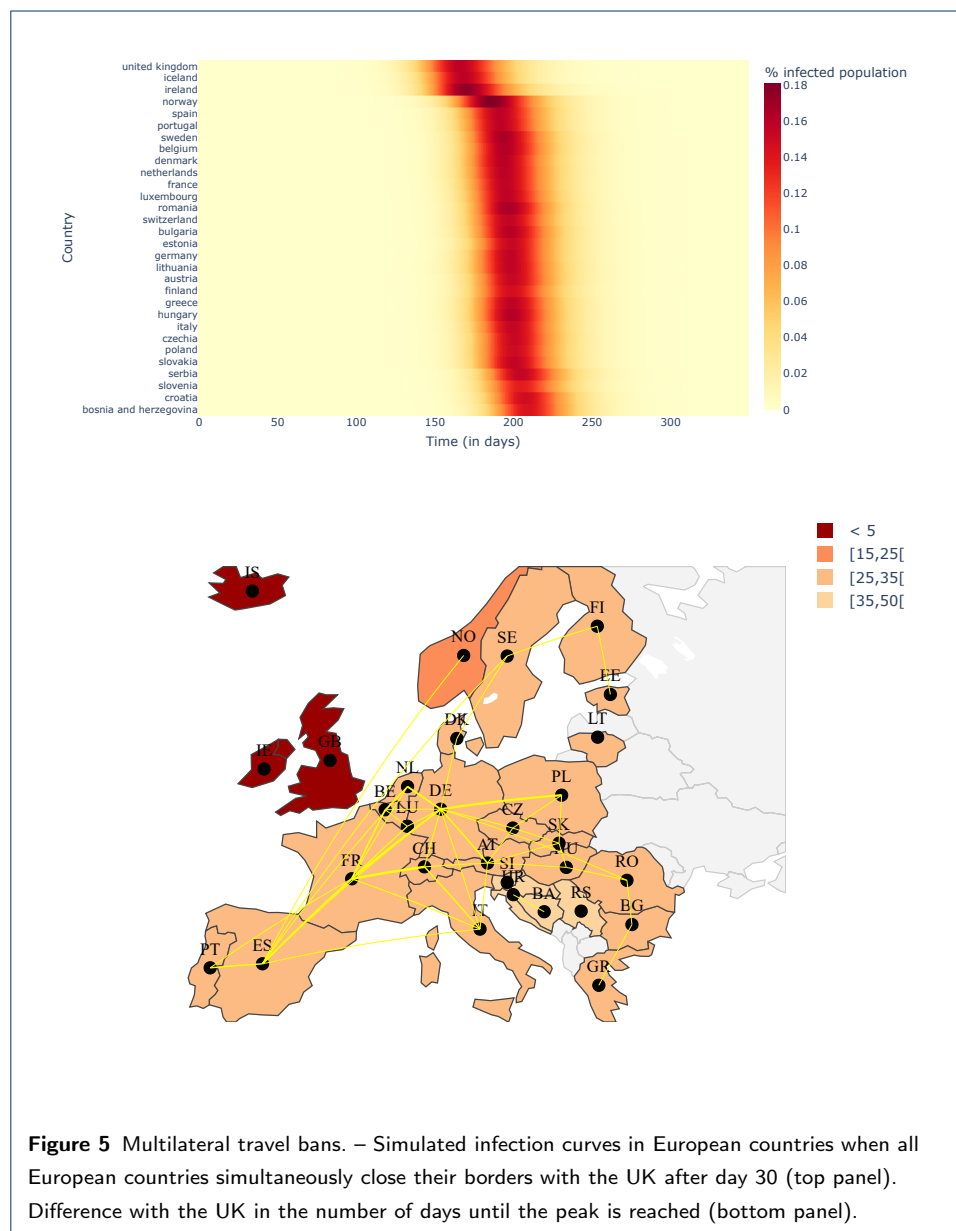 united kingdom
iceland
ireland
norway
spain
portugal
sweden
belgium
denmark
netherlands
france
luxembourg
romania
switzerland
bulgaria
estonia
germany
lithuania
austria
finland
greece
hungary
italy
czechia
poland
slovakia
serbia
slovenia
croatia
bosnia and herzegovina
Country
0 50 100 150 200 250 300
Time (in days)
% infected population
0.18
0.16
0.14
0.12
0.1
0.08
0.06
0.04
0.02
0
< 5
[15,25[
[25,35[
[35,50[
IS
FI
NO SE
EE
LT
DK
IE GB
NL
PL
BE DE
LU CZ
SK
AT
FR CH HU
SI RO
HR
BA RS
BG
IT
PT ES
GR
Figure 5 Multilateral travel bans. – Simulated infection curves in European countries when all
European countries simultaneously close their borders with the UK after day 30 (top panel).
Difference with the UK in the number of days until the peak is reached (bottom panel).